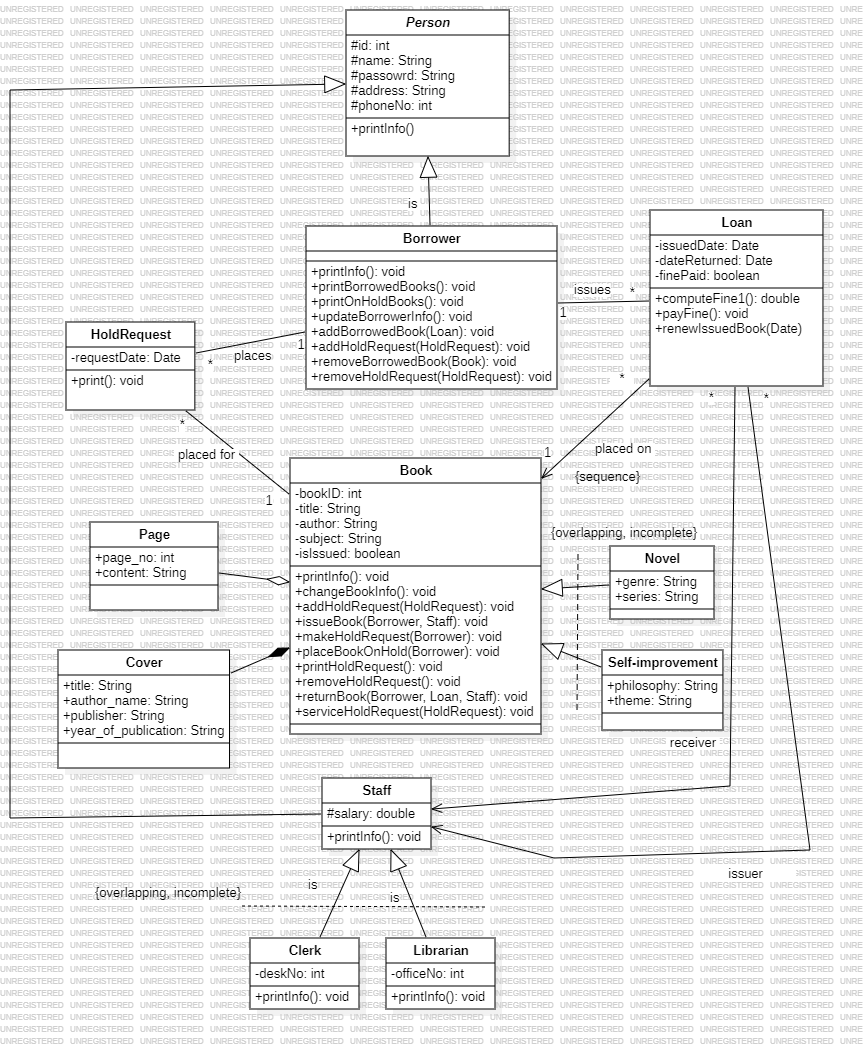 Person
#id: int
#name: String
#passowrd: String
#address: String
#phoneNo: int
+printInfo()
is
Borrower
+printInfo(): void
+printBorrowedBooks(): void
+printOnHoldBooks(): void
+updateBorrowerInfo(): void
+addBorrowedBook(Loan): void
+addHoldRequest(HoldRequest): void
+removeBorrowedBook(Book): void
+removeHoldRequest(HoldRequest): void
Loan
-issuedDate: Date
-dateReturned: Date
-finePaid: boolean
+computeFine1(): double
+payFine(): void
+renewIssuedBook(Date)
issues
*
1
HoldRequest
-requestDate: Date
+print(): void
1
places
*
*
placed for
1
*
*
*
1
placed on
{sequence}
Book
-bookID: int
-title: String
-author: String
-subject: String
-isIssued: boolean
+printInfo(): void
+changeBookInfo(): void
+addHoldRequest(HoldRequest): void
+issueBook(Borrower, Staff): void
+makeHoldRequest(Borrower): void
+placeBookOnHold(Borrower): void
+printHoldRequest(): void
+removeHoldRequest(): void
+returnBook(Borrower, Loan, Staff): void
+serviceHoldRequest(HoldRequest): void
Page
+page_no: int
+content: String
Cover
+title: String
+author_name: String
+publisher: String
+year_of_publication: String
{overlapping, incomplete}
Novel
+genre: String
+series: String
Self-improvement
+philosophy: String
+theme: String
receiver
Staff
#salary: double
+printInfo(): void
issuer
is
is
{overlapping, incomplete}
Clerk
-deskNo: int
+printInfo(): void
Librarian
-officeNo: int
+printInfo(): void
UNREGISTERED